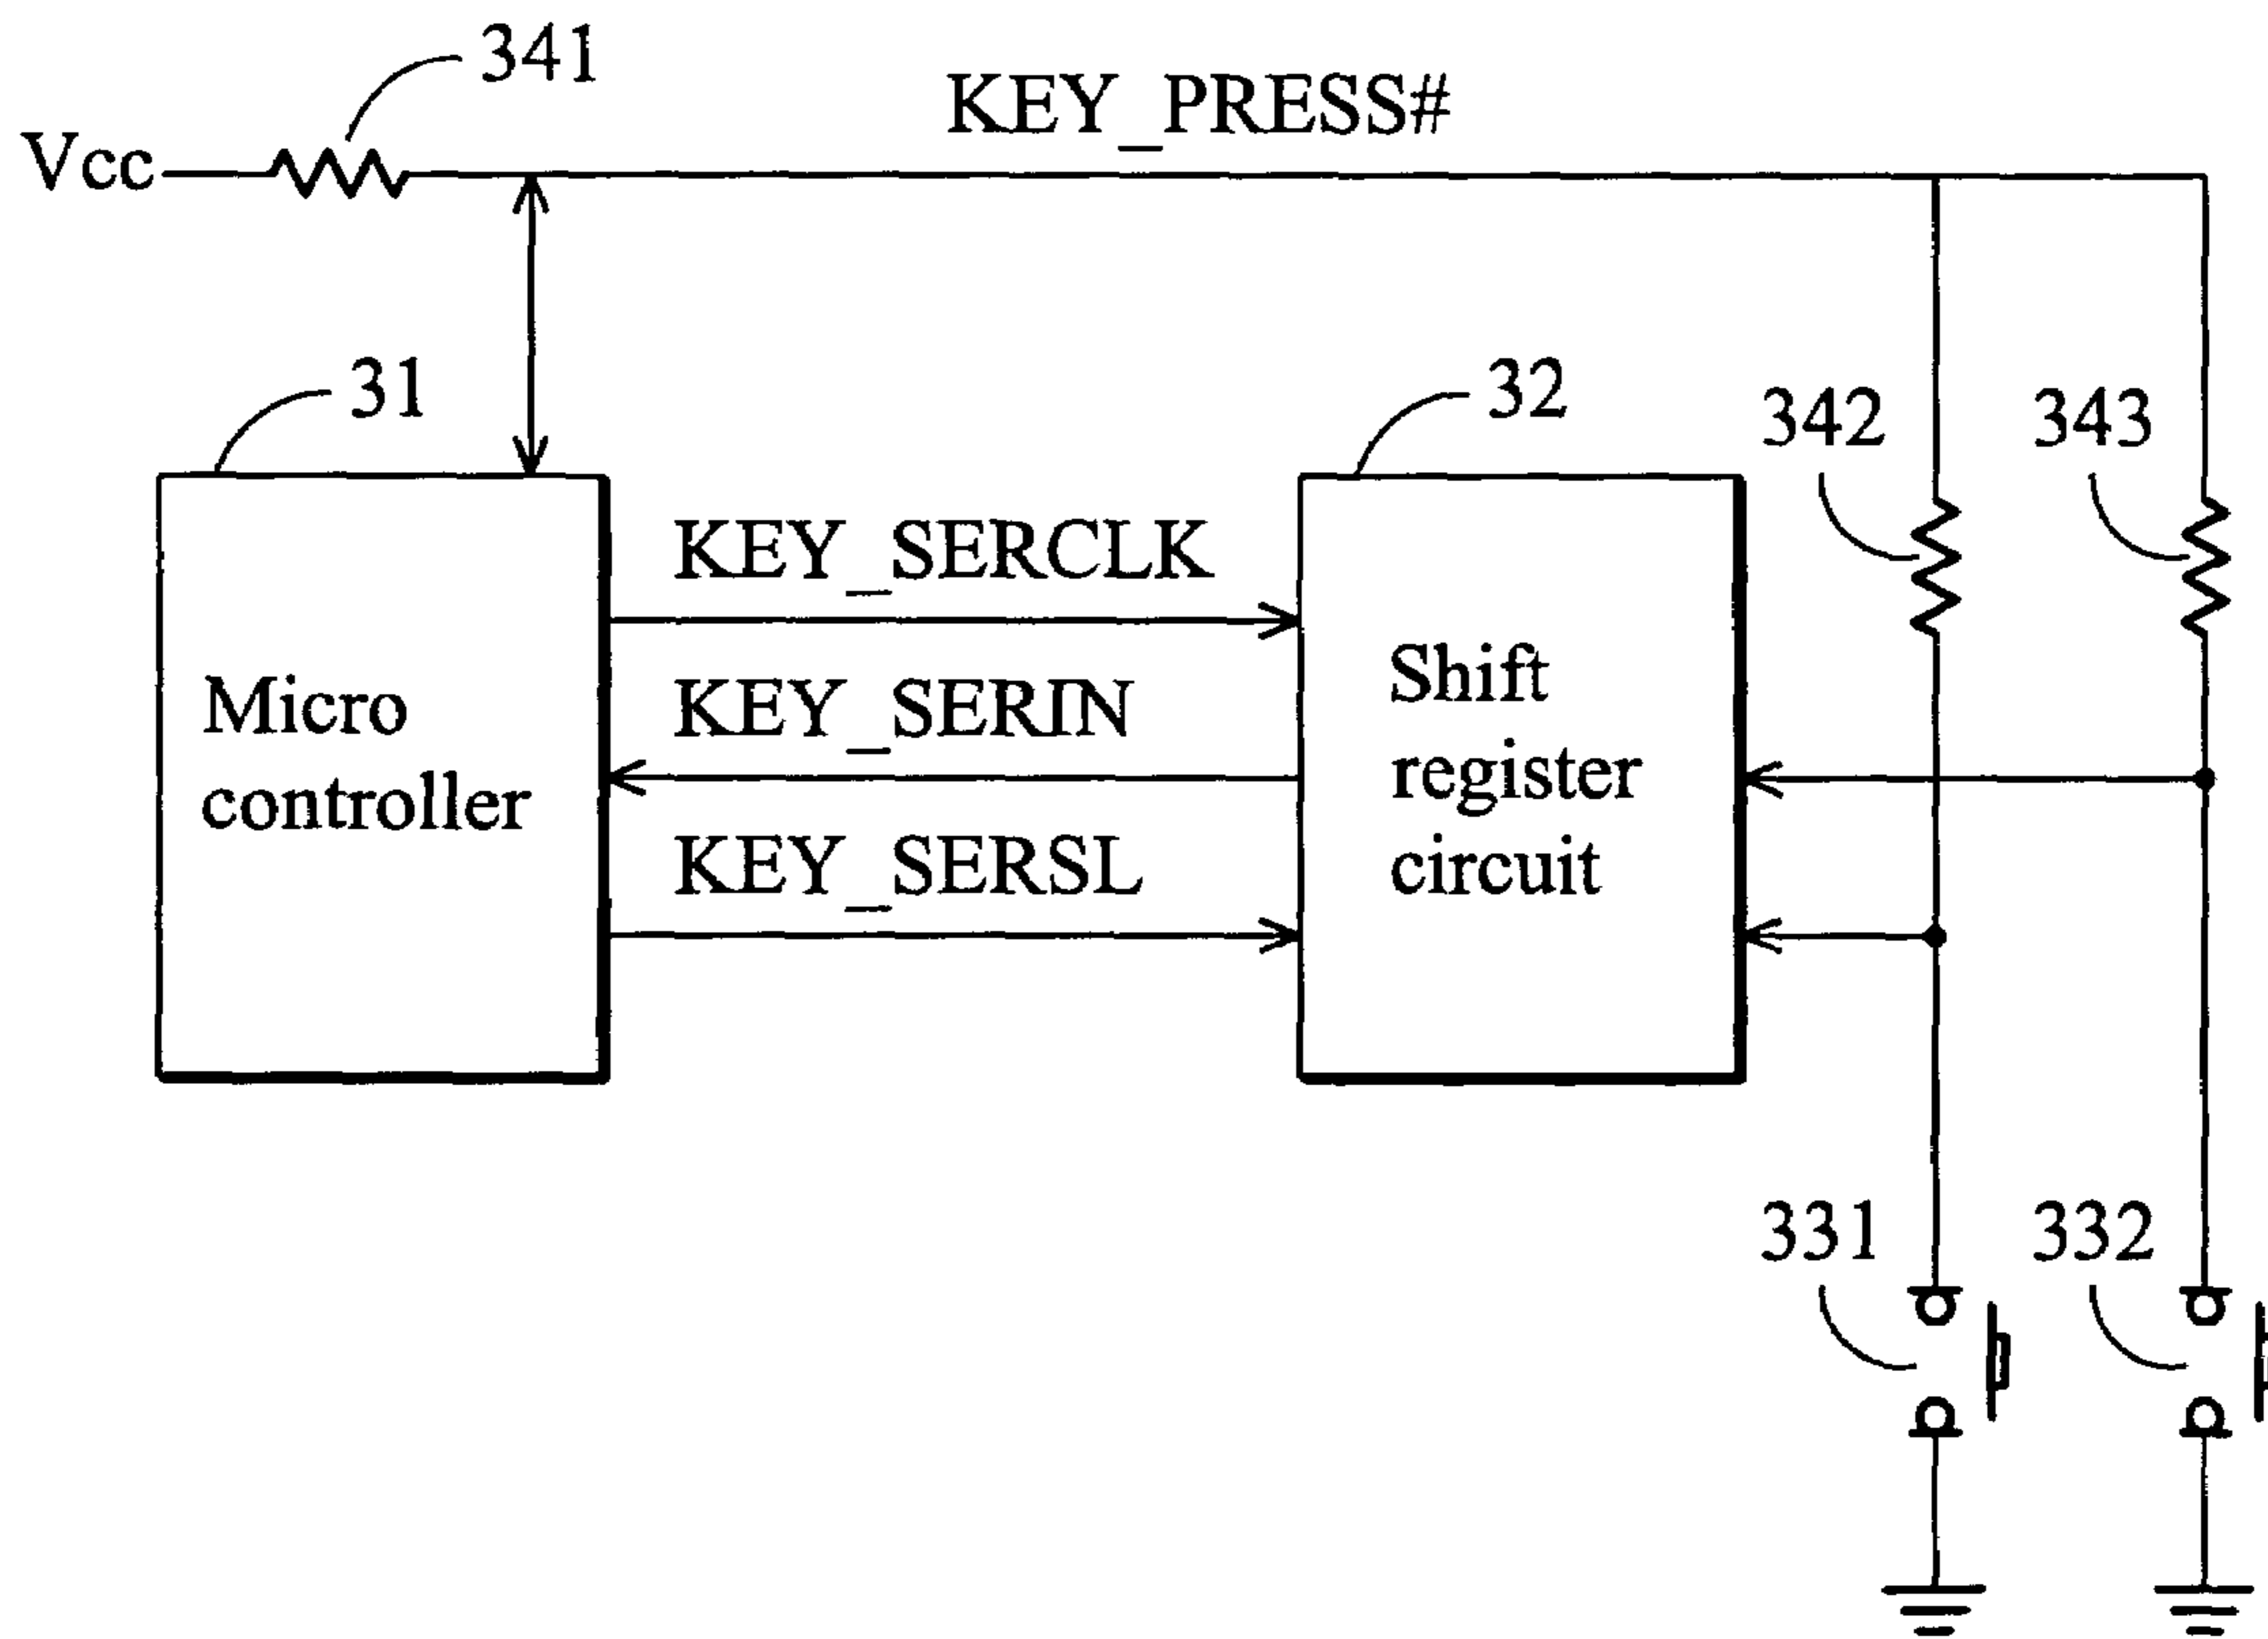 341
KEY_PRESS#
Vcc
31
32
342
343
KEY_SERCLK
Micro
controller
KEY_SERIN
KEY_SERSL
Shift
register
circuit
331
332